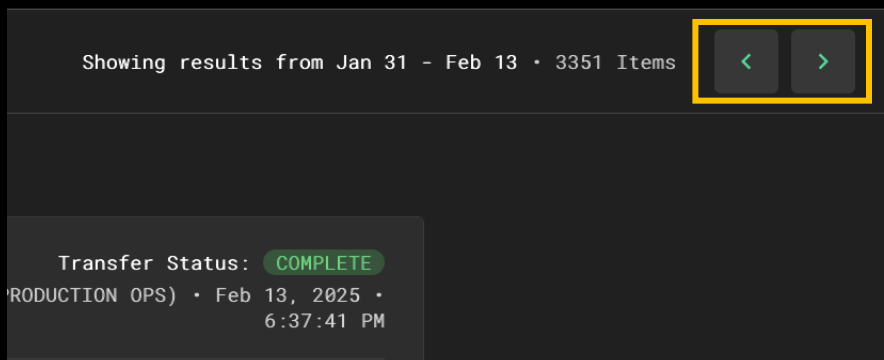 Showing results from Jan 31 - Feb 13 • 3351 Items
Transfer Status: COMPLETE
PRODUCTION OPS) • Feb 13, 2025 •
6:37:41 PM